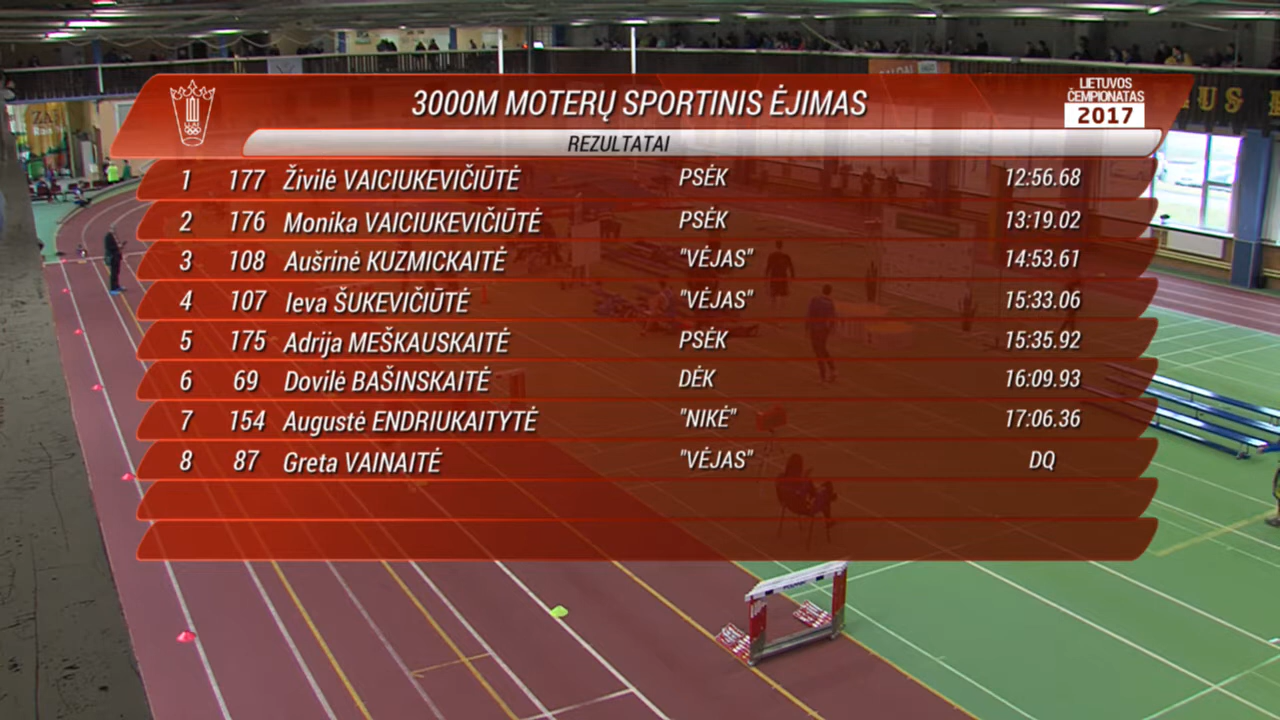 3000M MOTERŲ SPORTINIS ĖJIMAS
LIETUVOS
ČEMPIONATAS
2017
REZULTATAI
1 177 Živilė VAICIUKEVIČIŪTĖ PSĖK 12:56.68
2 176 Monika VAICIUKEVIČIŪTĖ PSĖK 13:19.02
3 108 Aušrinė KUZMICKAITĖ "VĖJAS" 14:53.61
4 107 Ieva ŠUKEVIČIŪTĖ "VĖJAS" 15:33.06
5 175 Adrija MEŠKAUSKAITĖ PSĖK 15:35.92
6 69 Dovilė BAŠINSKAITĖ DĖK 16:09.93
7 154 Augustė ENDRIUKAITYTĖ "NIKĖ" 17:06.36
8 87 Greta VAINAITĖ "VĖJAS" DQ